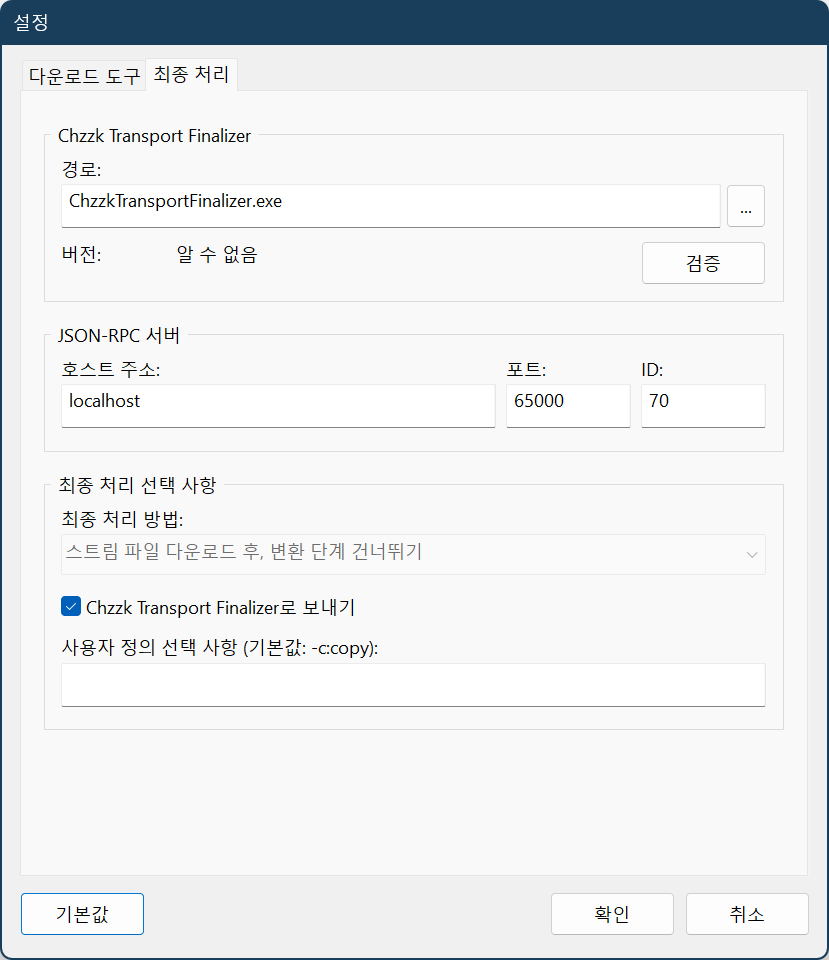 설정
다운로드 도구
최종 처리
Chzzk Transport Finalizer
경로:
ChzzkTransportFinalizer.exe
...
버전:
알 수 없음
검증
JSON-RPC 서버
호스트 주소:
포트:
ID:
localhost
65000
70
최종 처리 선택 사항
최종 처리 방법:
스트림 파일 다운로드 후, 변환 단계 건너뛰기
Chzzk Transport Finalizer로 보내기
사용자 정의 선택 사항 (기본값: -c:copy):
기본값
확인
취소